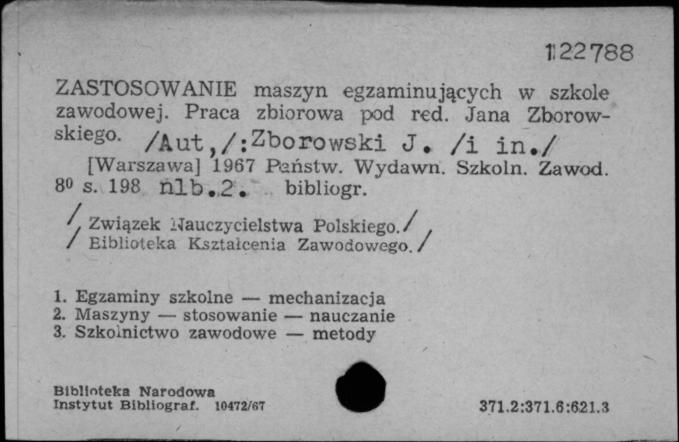 1122788
ZASTOSOWANIE maszyn egzaminujących w szkole
zawodowej. Praca zbiorowa pod red. Jana Zborow-
skiego. /Aut,/:Zborowski J. /i in./
[Warszawa] 1967 Państw. Wydawn. Szkoln. Zawod.
8⁰ s. 198 nlb.2. bibliogr.
/ Związek Nauczycielstwa Polskiego./
/ Biblioteka Kształcenia Zawodowego./
1. Egzaminy szkolne — mechanizacja
2. Maszyny — stosowanie — nauczanie
3. Szkolnictwo zawodowe — metody
Biblioteka Narodowa
Instytut Bibliograf. 10472/67
371.2:371.6:621.3